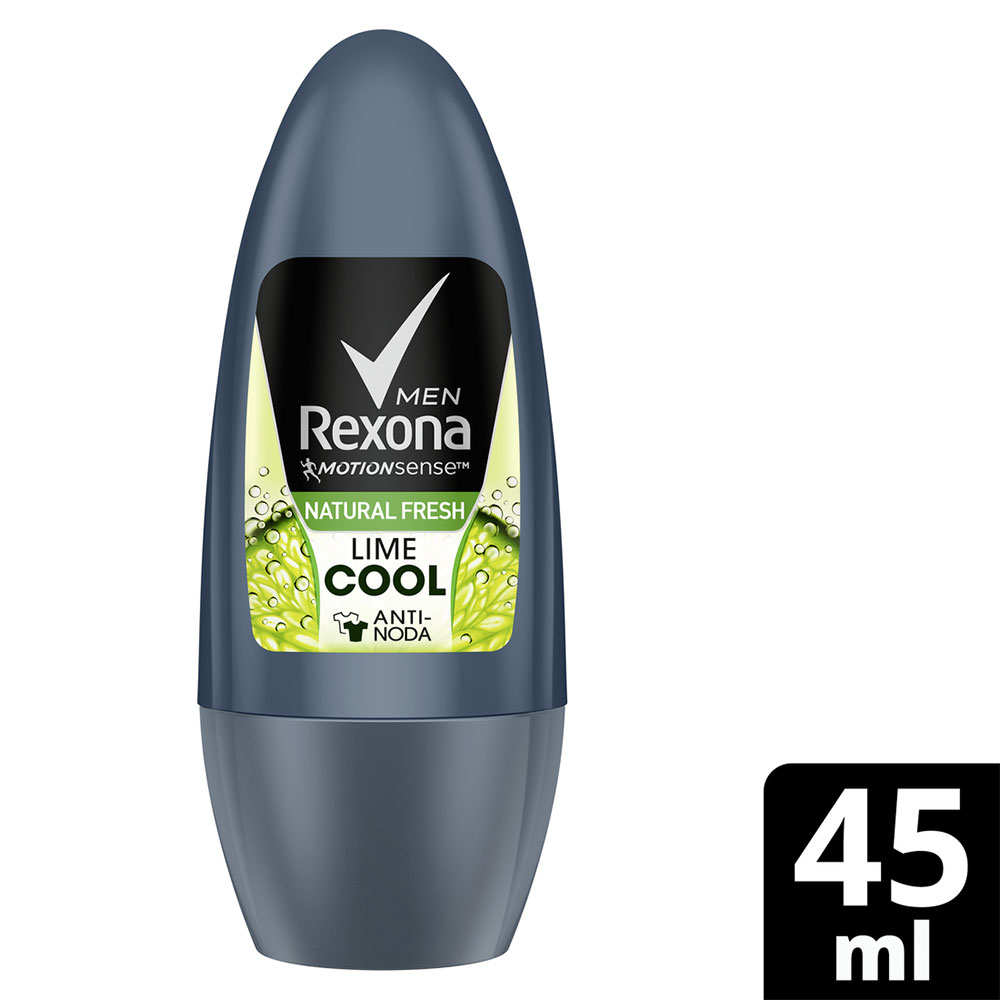 MEN
Rexona
MOTIONsense™
NATURAL FRESH
LIME
COOL
ANTI-
NODA
45
ml